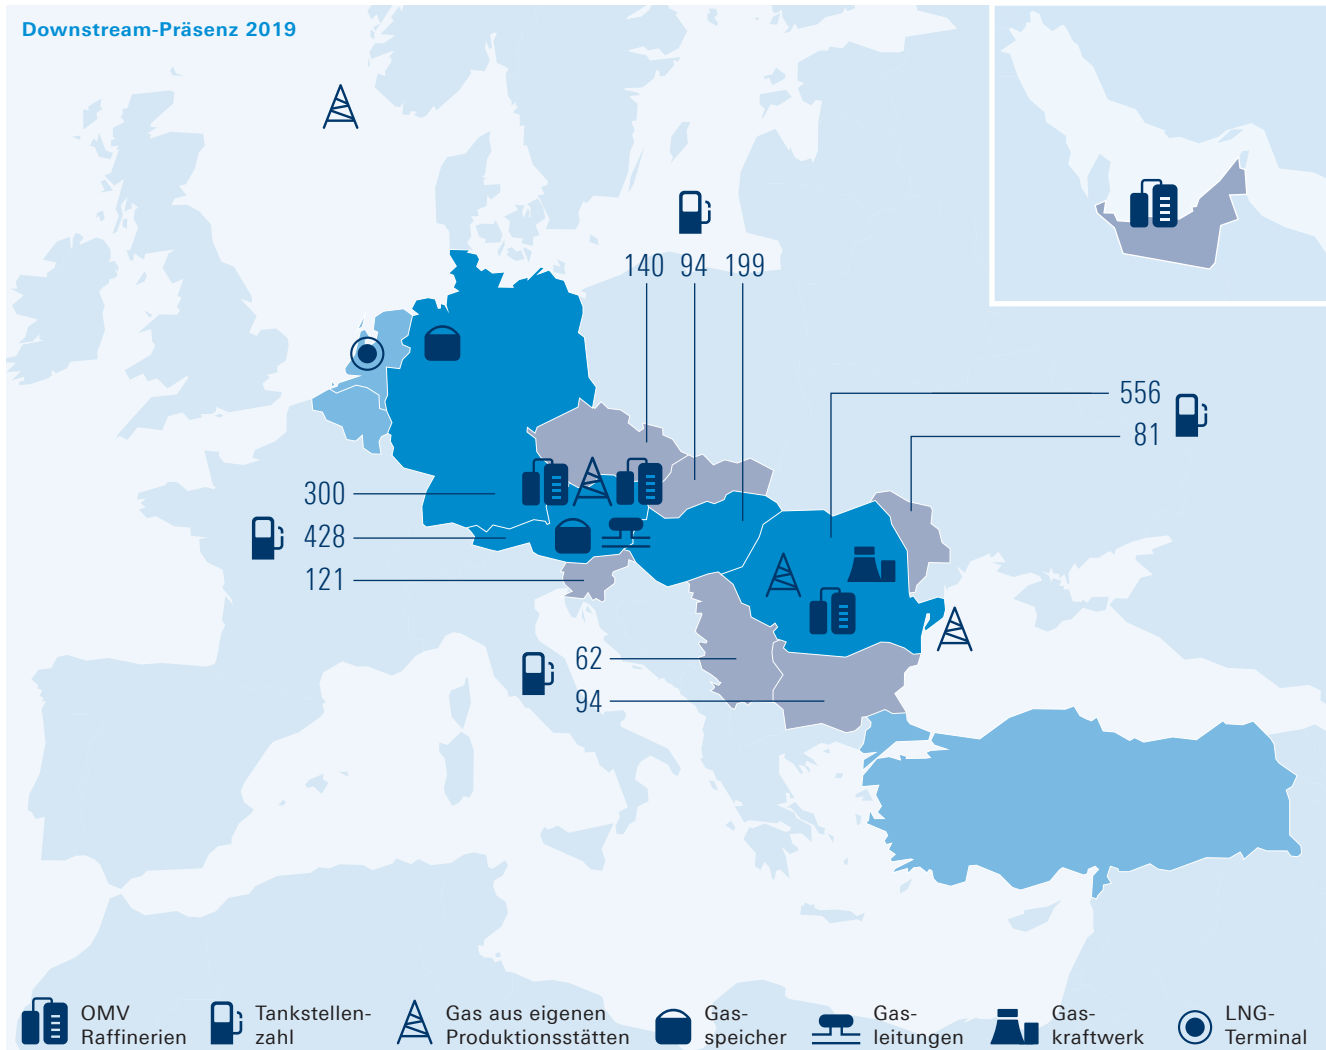 Downstream-Präsenz 2019
140 94 199
556
81
300
428
121
62
94
OMV
Raffinerien
Tankstellen-
zahl
Gas aus eigenen
Produktionsstätten
Gas-
speicher
Gas-
leitungen
Gas-
kraftwerk
LNG-
Terminal